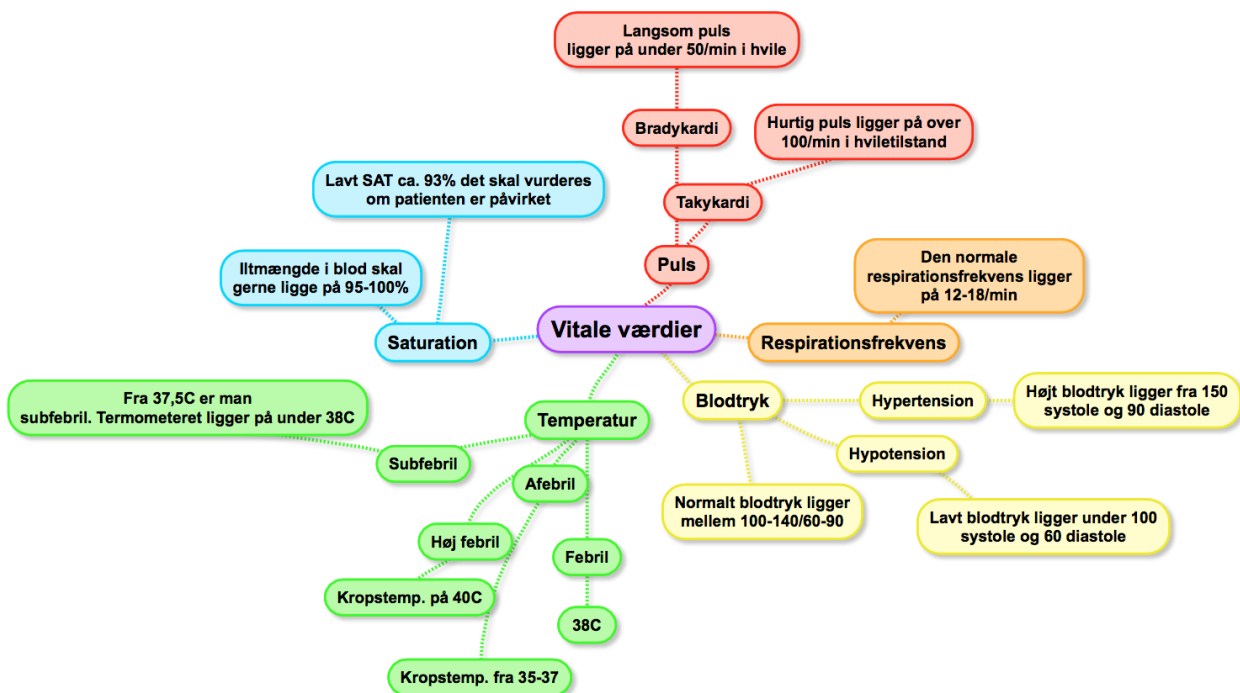 Langsom puls
ligger på under 50/min i hvile
Bradykardi
Hurtig puls ligger på over
100/min i hviletilstand
Takykardi
Puls
Lavt SAT ca. 93% det skal vurderes
om patienten er påvirket
Iltmængde i blod skal
gerne ligge på 95-100%
Saturation
Vitale værdier
Den normale
respirationsfrekvens ligger
på 12-18/min
Respirationsfrekvens
Fra 37,5C er man
subfebril. Termometeret ligger på under 38C
Temperatur
Subfebril
Afebril
Høj febril
Febril
Kropstemp. på 40C
38C
Kropstemp. fra 35-37
Blodtryk
Hypertension
Højt blodtryk ligger fra 150
systole og 90 diastole
Hypotension
Normalt blodtryk ligger
mellem 100-140/60-90
Lavt blodtryk ligger under 100
systole og 60 diastole